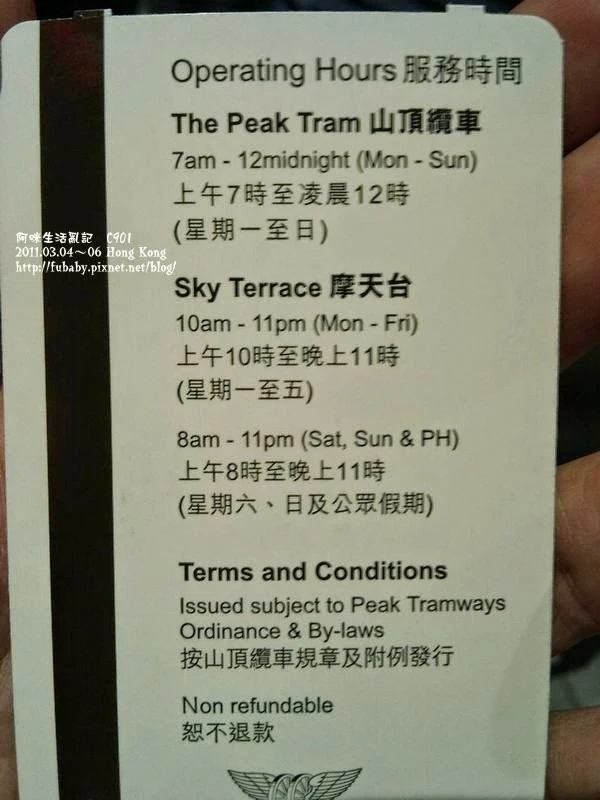 Operating Hours 服務時間
The Peak Tram 山頂纜車
7am - 12midnight (Mon - Sun)
上午7時至凌晨12時
(星期一至日)
阿咪生活亂記 C901
2011.03.04～06 Hong Kong
http://fubaby.pixnet.net/blog/
Sky Terrace 摩天台
10am - 11pm (Mon - Fri)
上午10時至晚上11時
(星期一至五)
8am - 11pm (Sat, Sun & PH)
上午8時至晚上11時
(星期六、日及公眾假期)
Terms and Conditions
Issued subject to Peak Tramways
Ordinance & By-laws
按山頂纜車規章及附例發行
Non refundable
恕不退款